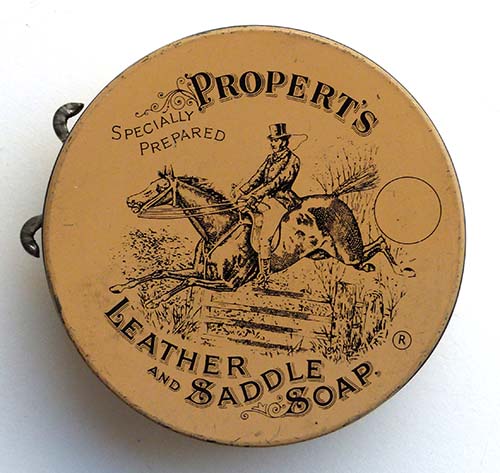 PROPERT'S
SPECIALLY
PREPARED
LEATHER
AND SADDLE
SOAP.
®